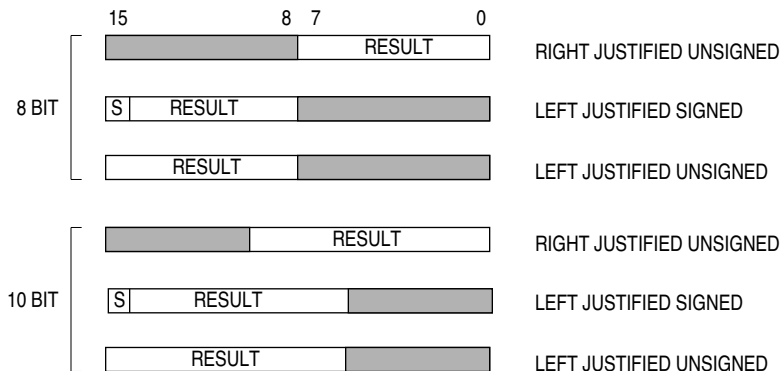 15 8 7 0
RESULT RIGHT JUSTIFIED UNSIGNED
8 BIT S RESULT LEFT JUSTIFIED SIGNED
RESULT LEFT JUSTIFIED UNSIGNED
RESULT RIGHT JUSTIFIED UNSIGNED
10 BIT S RESULT LEFT JUSTIFIED SIGNED
RESULT LEFT JUSTIFIED UNSIGNED